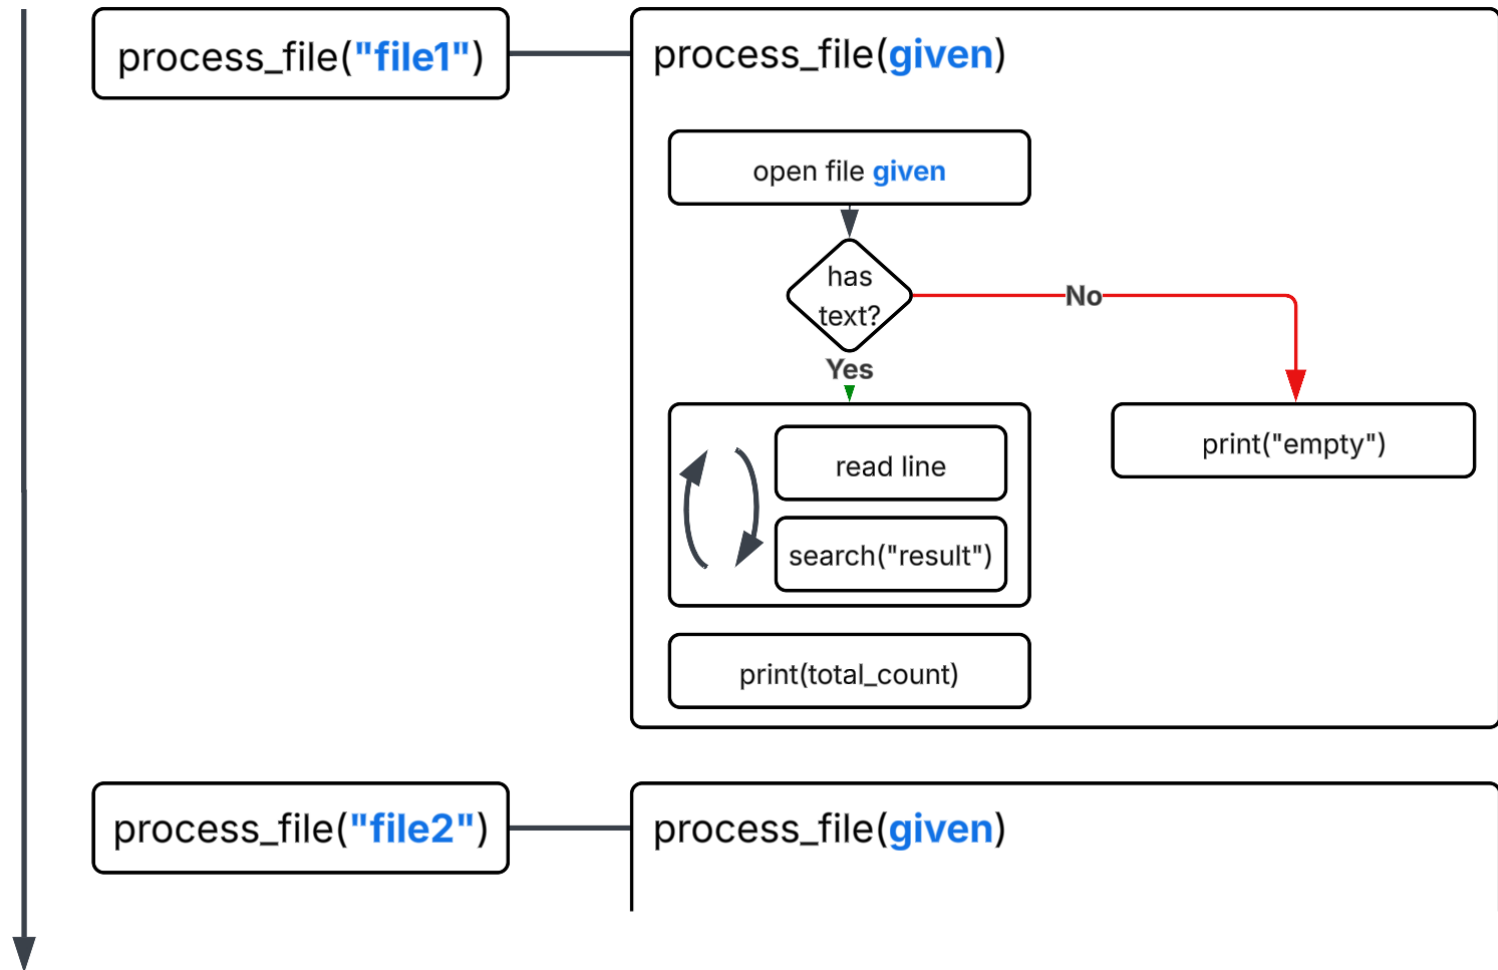 process_file("file1")
process_file(given)
open file given
has
text?
No
Yes
read line
print("empty")
search("result")
print(total_count)
process_file("file2")
process_file(given)